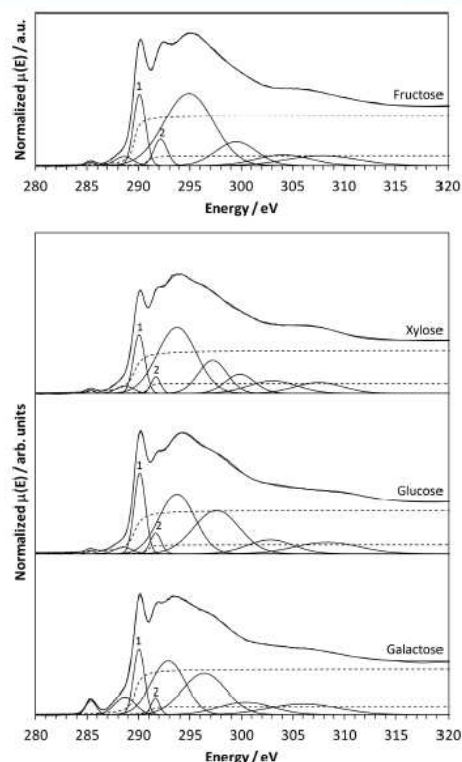 Normalized μ(E) / a.u.
1
2
Fructose
280 285 290 295 300 305 310 315 320
Energy / eV
Normalized μ(E) / arb. units
1
2
Xylose
1
2
Glucose
1
2
Galactose
280 285 290 295 300 305 310 315 320
Energy / eV